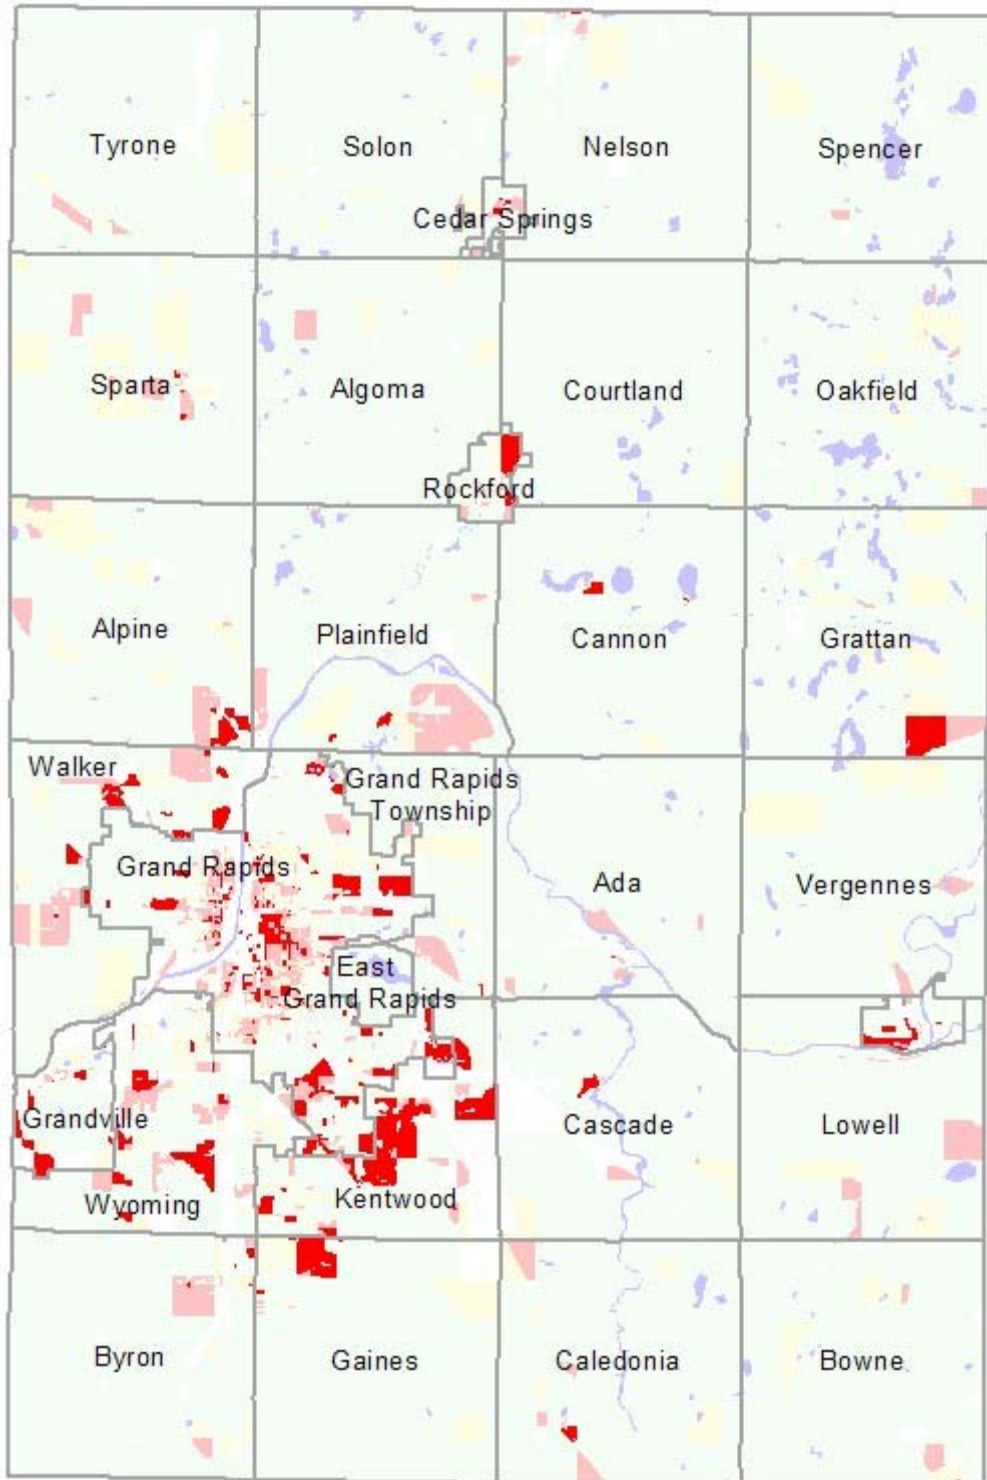 Tyrone
Solon
Nelson
Spencer
Cedar Springs
Sparta
Algoma
Courtland
Oakfield
Rockford
Alpine
Plainfield
Cannon
Grattan
Walker
Grand Rapids
Township
Grand Rapids
Ada
Vergennes
East
Grand Rapids
Grandville
Cascade
Lowell
Wyoming
Kentwood
Byron
Gaines
Caledonia
Bowne